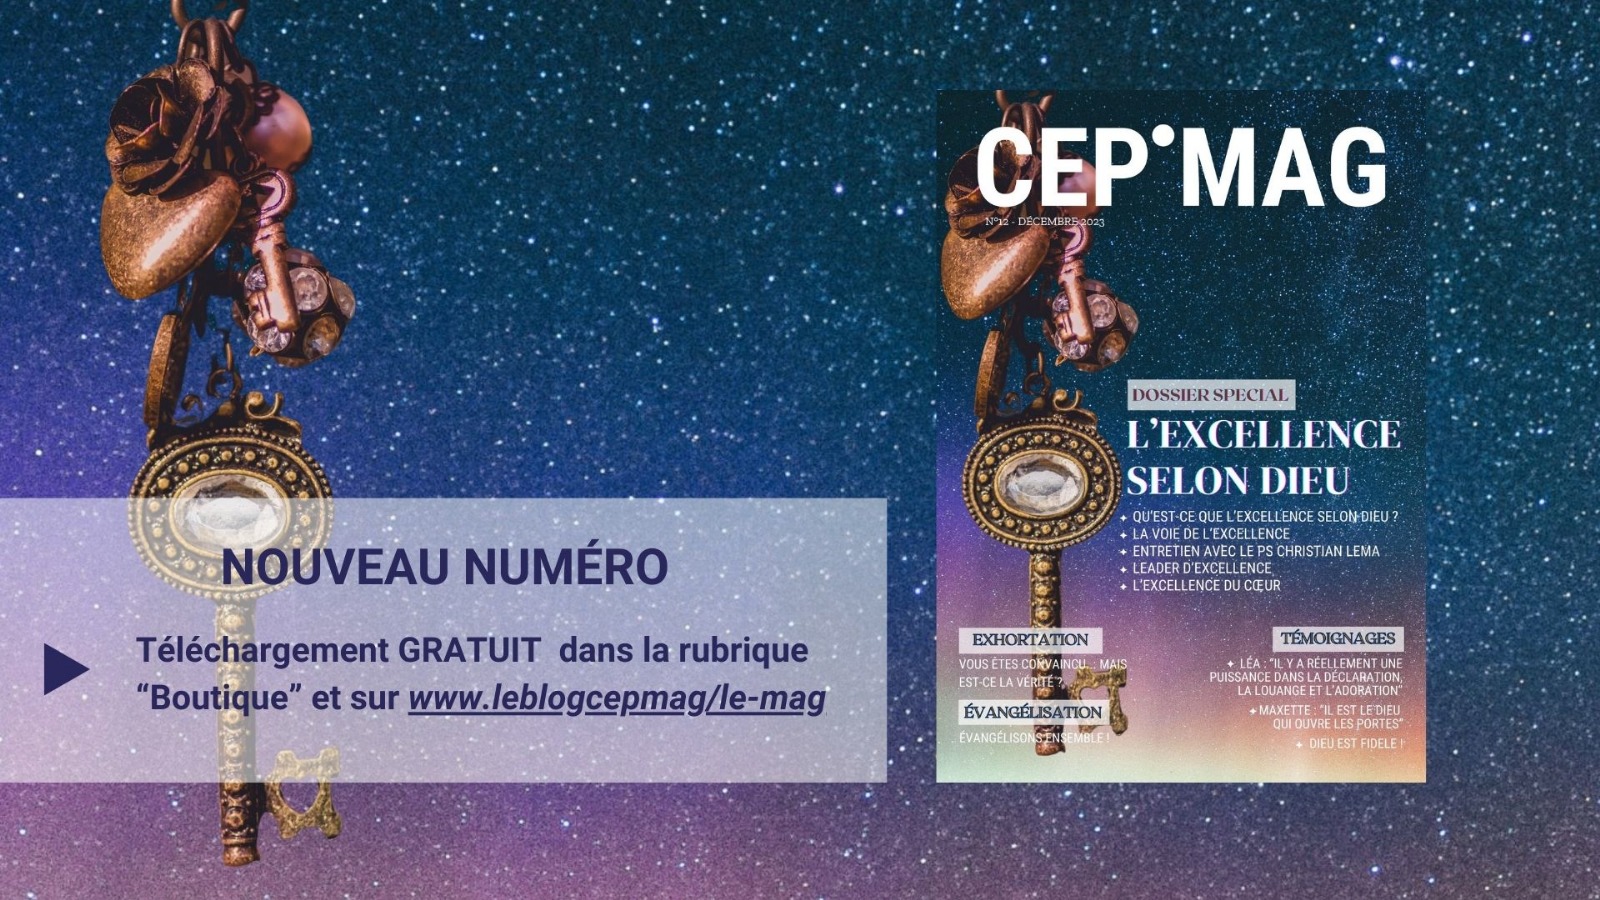 NOUVEAU NUMÉRO
Téléchargement GRATUIT dans la rubrique
“Boutique” et sur www.leblogcepmag/le-mag
CEP•MAG
N°12 - DÉCEMBRE 2023
DOSSIER SPECIAL
L’EXCELLENCE
SELON DIEU
QU’EST-CE QUE L’EXCELLENCE SELON DIEU ?
LA VOIE DE L’EXCELLENCE
ENTRETIEN AVEC LE PS CHRISTIAN LEMA
LEADER D’EXCELLENCE
L’EXCELLENCE DU CŒUR
EXHORTATION
VOUS ÊTES CONVAINCU... MAIS
EST-CE LA VÉRITÉ ?
ÉVANGÉLISATION
ÉVANGÉLISONS ENSEMBLE !
TÉMOIGNAGES
LÉA : “IL Y A RÉELLEMENT UNE
PUISSANCE DANS LA DÉCLARATION,
LA LOUANGE ET L’ADORATION”
MAXETTE : “IL EST LE DIEU
QUI OUVRE LES PORTES”
DIEU EST FIDELE !